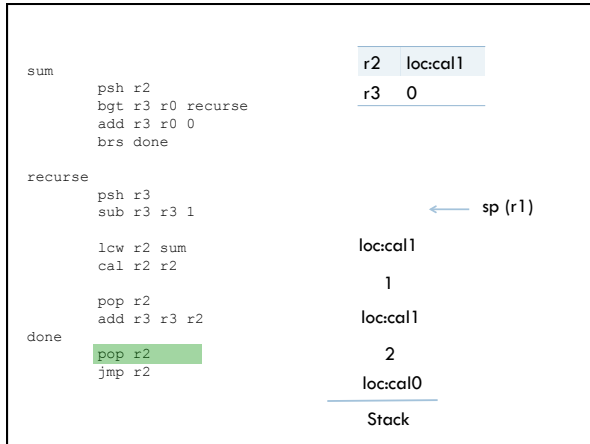 sum
psh r2
bgt r3 r0 recurse
add r3 r0 0
brs done
recurse
psh r3
sub r3 r3 1
lcw r2 sum
cal r2 r2
pop r2
add r3 r3 r2
done
pop r2
jmp r2
r2 loc:cal1
r3 0
sp (r1)
loc:cal1
1
loc:cal1
2
loc:cal0
Stack